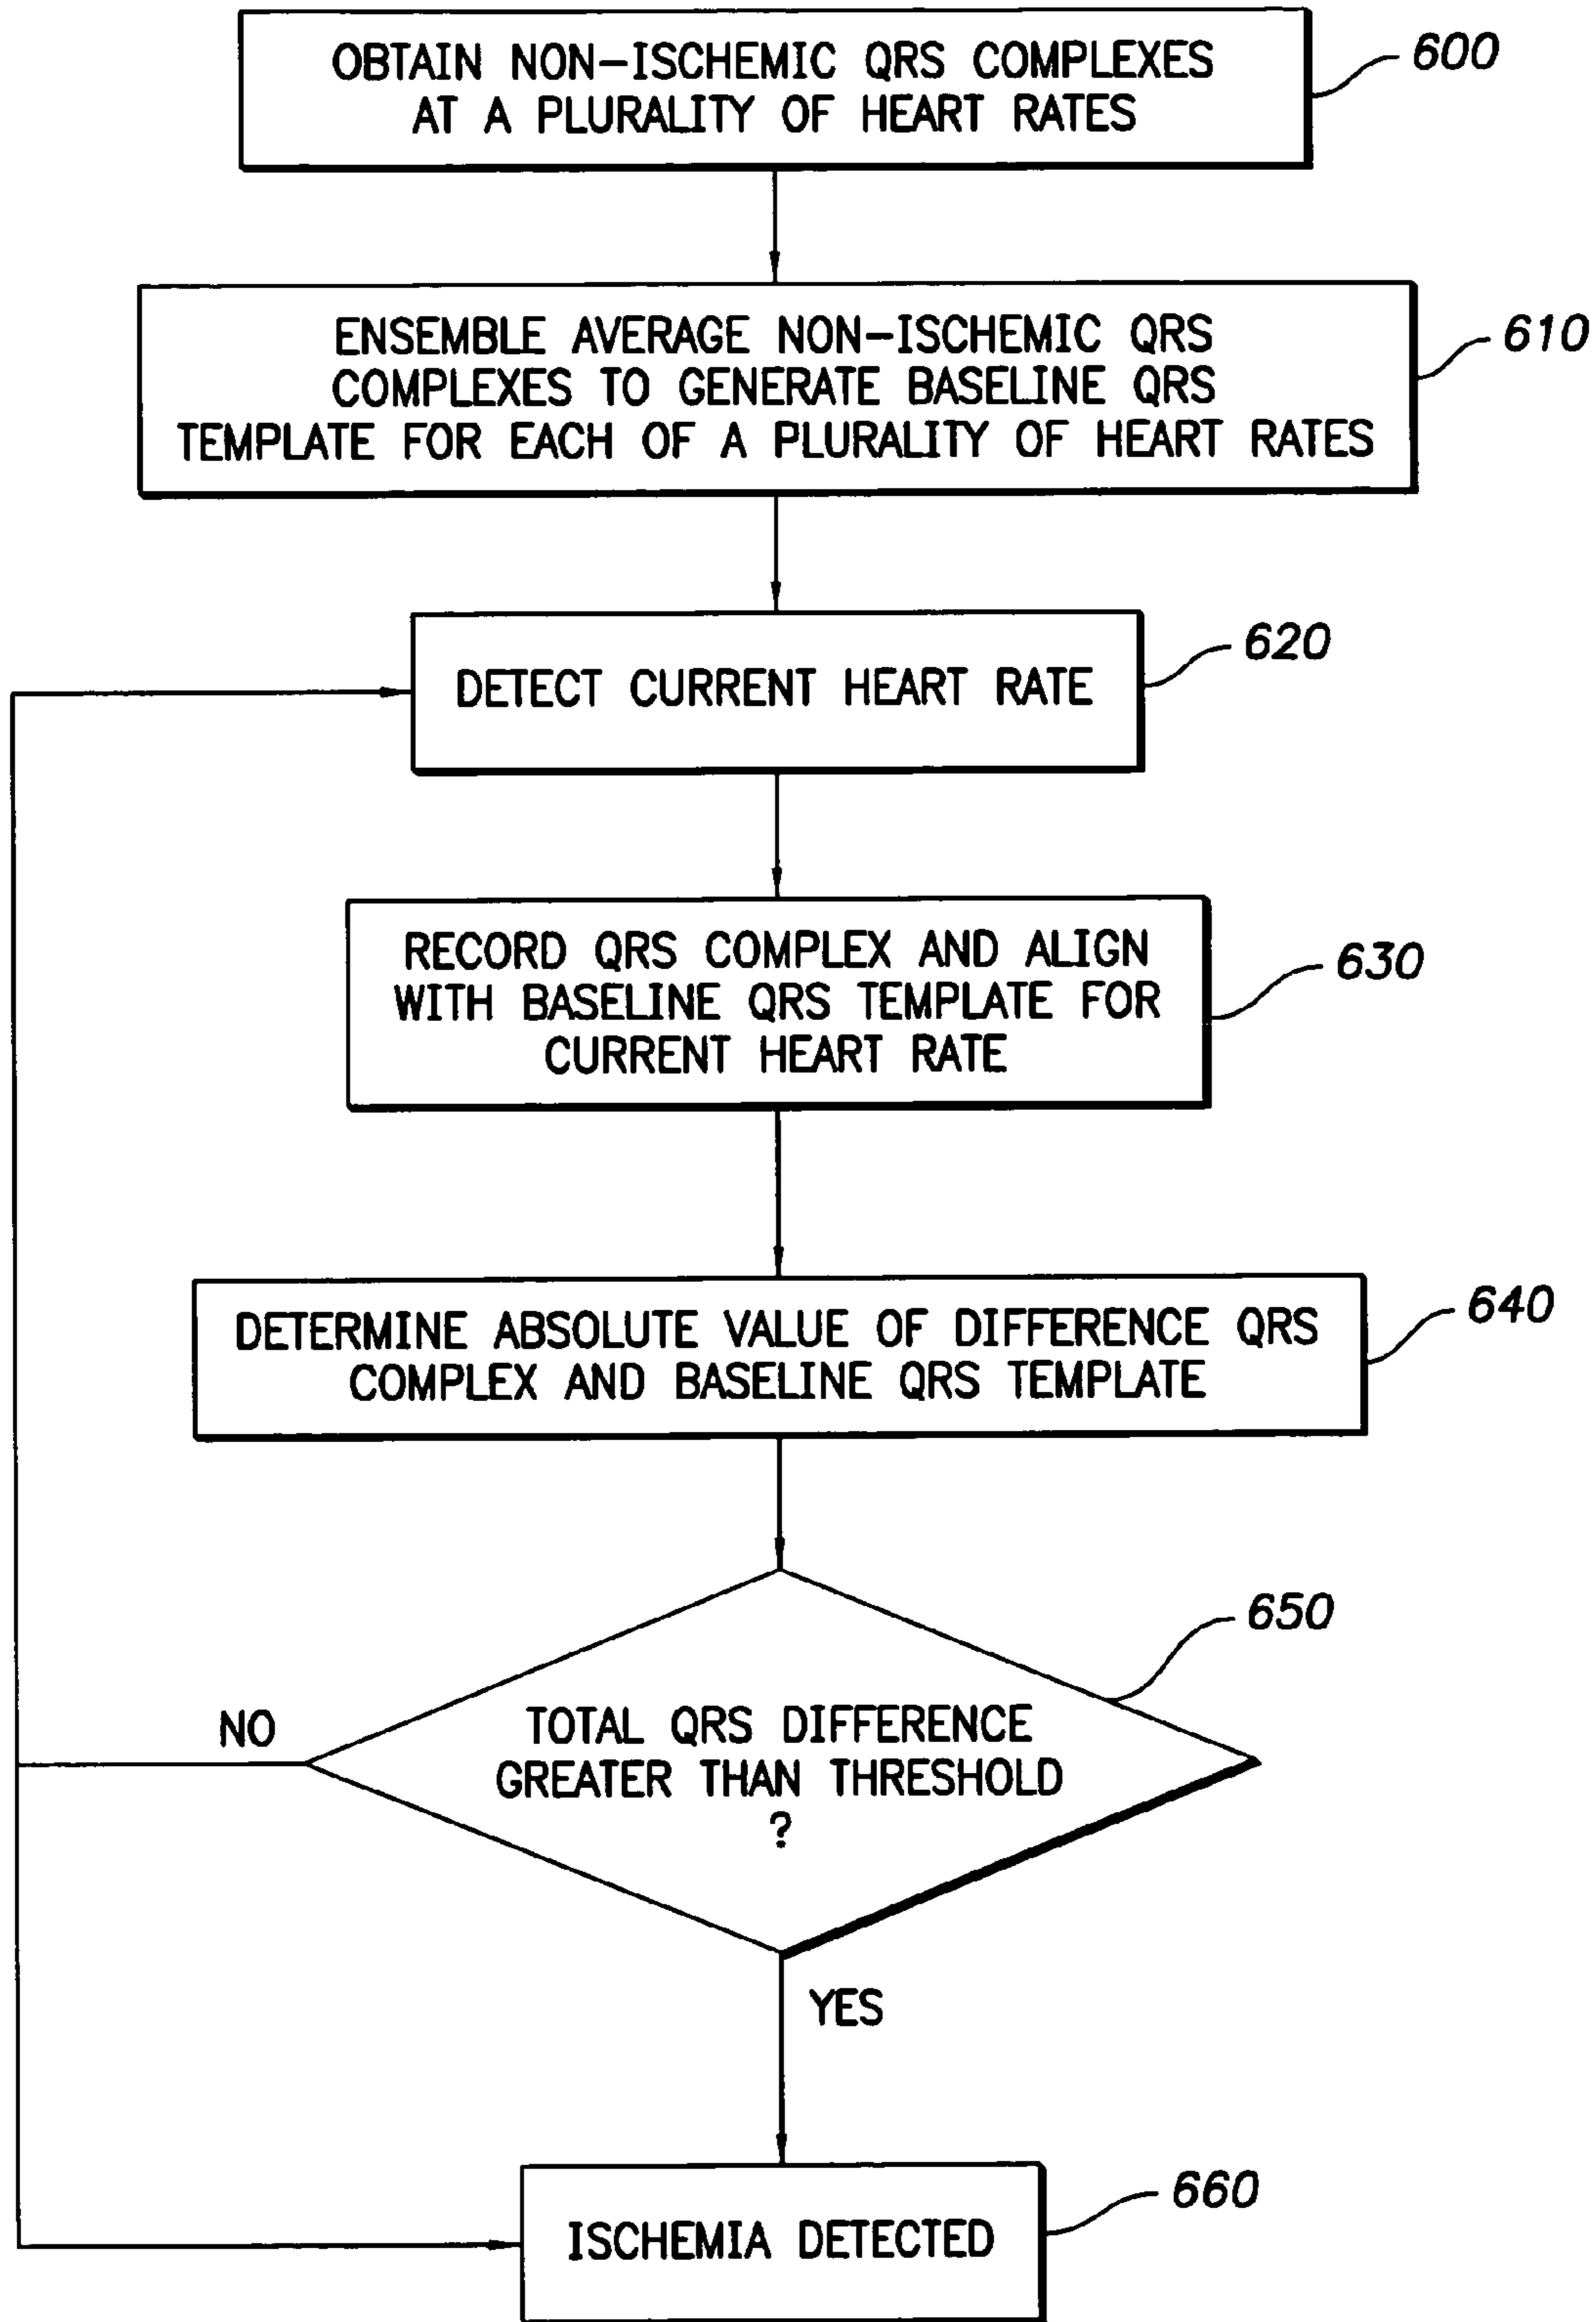 OBTAIN NON-ISCHEMIC QRS COMPLEXES
AT A PLURALITY OF HEART RATES
600
ENSEMBLE AVERAGE NON-ISCHEMIC QRS
COMPLEXES TO GENERATE BASELINE QRS
TEMPLATE FOR EACH OF A PLURALITY OF HEART RATES
610
DETECT CURRENT HEART RATE
620
RECORD QRS COMPLEX AND ALIGN
WITH BASELINE QRS TEMPLATE FOR
CURRENT HEART RATE
630
DETERMINE ABSOLUTE VALUE OF DIFFERENCE QRS
COMPLEX AND BASELINE QRS TEMPLATE
640
TOTAL QRS DIFFERENCE
GREATER THAN THRESHOLD
?
650
NO
YES
ISCHEMIA DETECTED
660